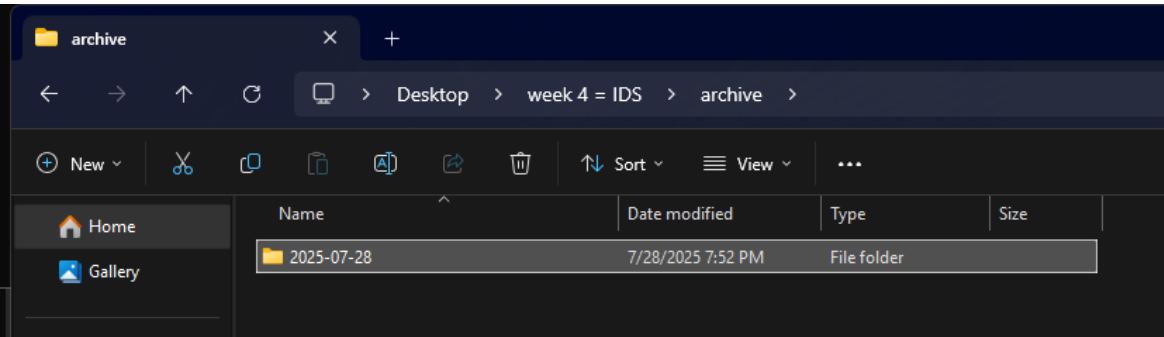 archive
Desktop > week 4 = IDS > archive >
New Sort View
Name Date modified Type Size
Home
2025-07-28 7/28/2025 7:52 PM File folder
Gallery